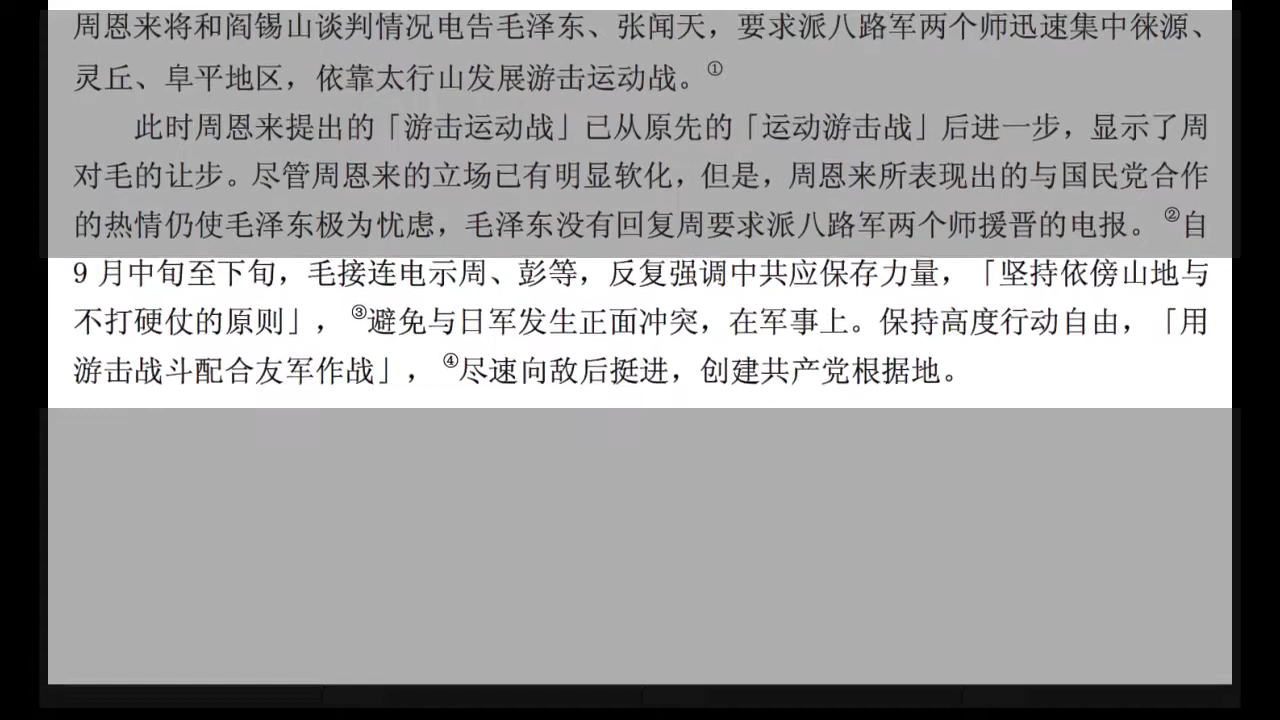 周恩来将和阎锡山谈判情况电告毛泽东、张闻天，要求派八路军两个师迅速集中徕源、
灵丘、阜平地区，依靠太行山发展游击运动战。①
此时周恩来提出的「游击运动战」已从原先的「运动游击战」后进一步，显示了周
对毛的让步。尽管周恩来的立场已有明显软化，但是，周恩来所表现出的与国民党合作
的热情仍使毛泽东极为忧虑，毛泽东没有回复周要求派八路军两个师援晋的电报。②自
9 月中旬至下旬，毛接连电示周、彭等，反复强调中共应保存力量，「坚持依傍山地与
不打硬仗的原则」，③避免与日军发生正面冲突，在军事上。保持高度行动自由，「用
游击战斗配合友军作战」，④尽速向敌后挺进，创建共产党根据地。